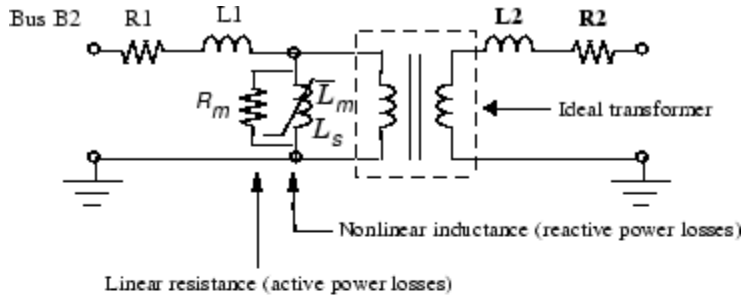 Bus B2
R1
L1
L2
R2
Rm
Lm
Ls
Ideal transformer
Nonlinear inductance (reactive power losses)
Linear resistance (active power losses)